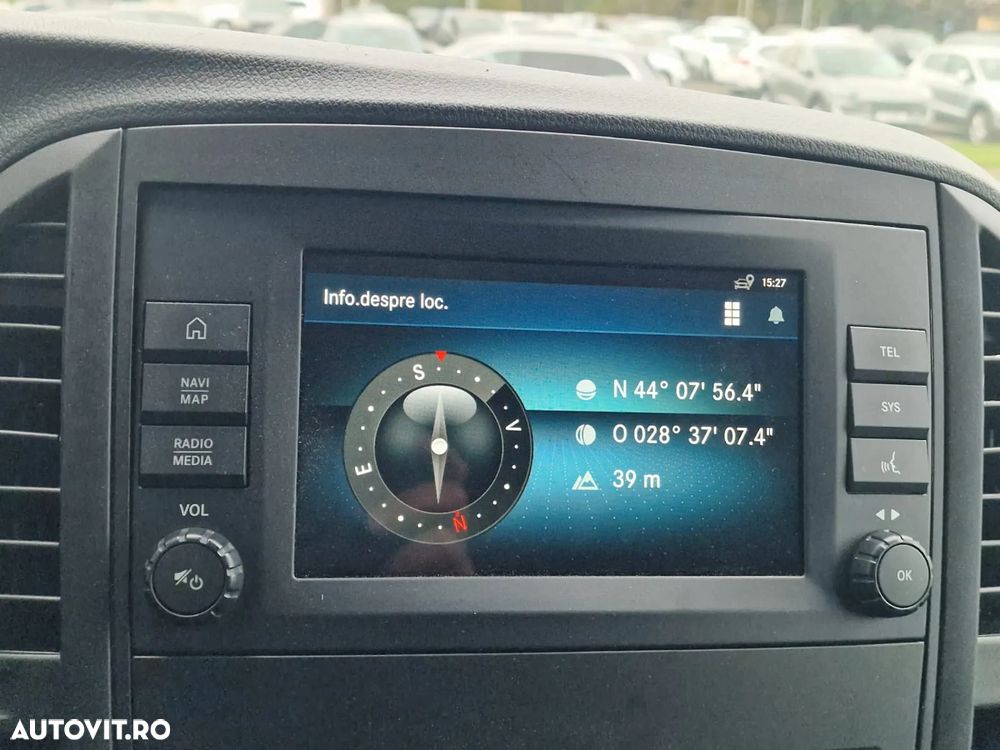 15:27
Info.despre loc.
S
V
E
N
N 44° 07' 56.4"
O 028° 37' 07.4"
39 m
NAVI
MAP
RADIO
MEDIA
VOL
TEL
SYS
OK
AUTOVIT.RO